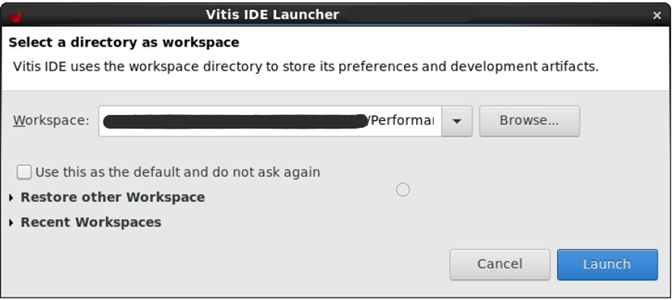 Vitis IDE Launcher
Select a directory as workspace
Vitis IDE uses the workspace directory to store its preferences and development artifacts.
Workspace: /Performa Browse...
Use this as the default and do not ask again
Restore other Workspace
Recent Workspaces
Cancel Launch